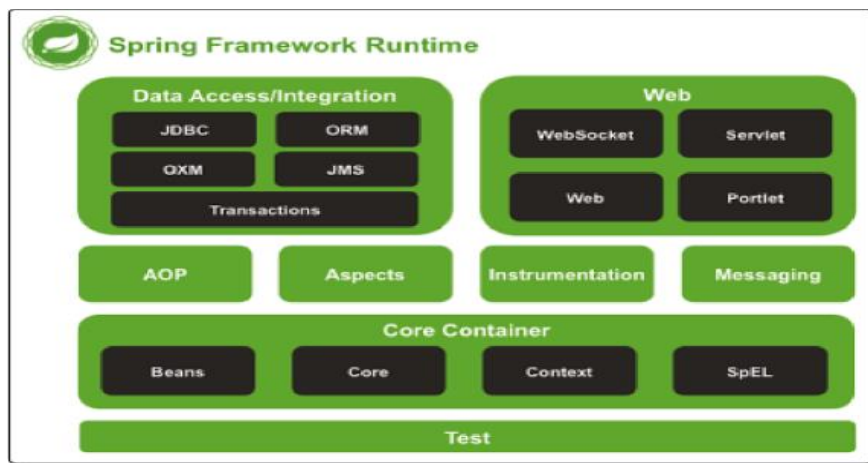 Spring Framework Runtime
Data Access/Integration
JDBC ORM
OXM JMS
Transactions
Web
WebSocket Servlet
Web Portlet
AOP Aspects Instrumentation Messaging
Core Container
Beans Core Context SpEL
Test